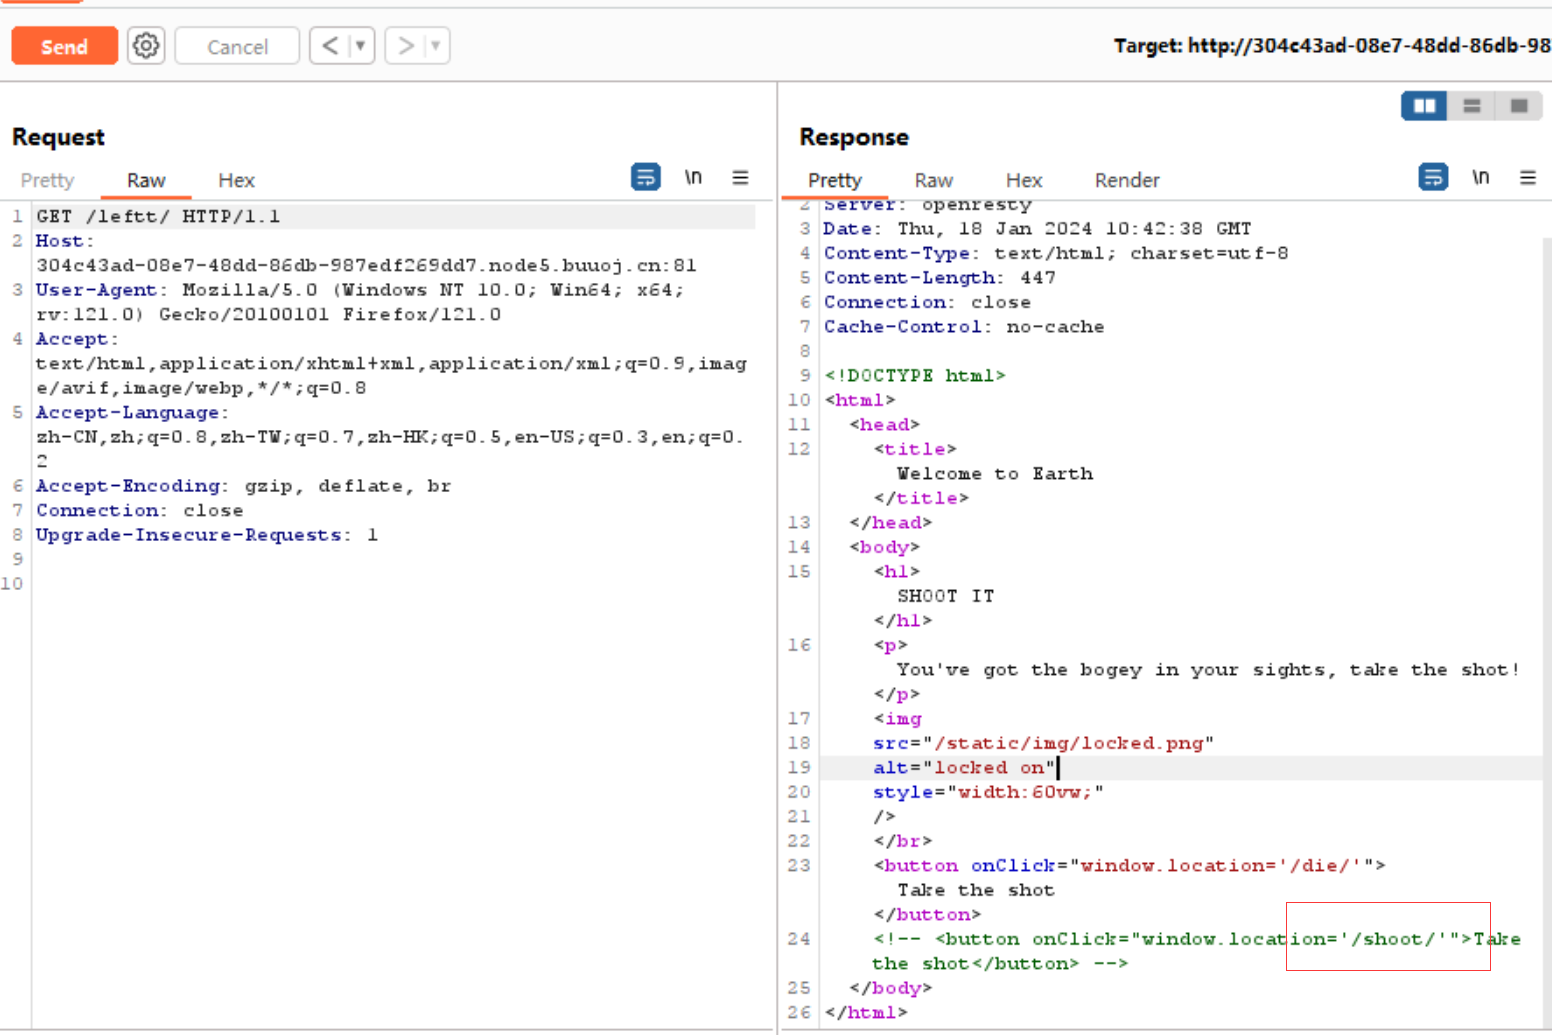 Send
Cancel
<
>
Target: http://304c43ad-08e7-48dd-86db-98
Request
Pretty Raw Hex
\n
1 GET /leftt/ HTTP/1.1
2 Host:
304c43ad-08e7-48dd-86db-987edf269dd7.node5.buuoj.cn:81
3 User-Agent: Mozilla/5.0 (Windows NT 10.0; Win64; x64;
rv:121.0) Gecko/20100101 Firefox/121.0
4 Accept:
text/html,application/xhtml+xml,application/xml;q=0.9,imag
e/avif,image/webp,*/*;q=0.8
5 Accept-Language:
zh-CN,zh;q=0.8,zh-TW;q=0.7,zh-HK;q=0.5,en-US;q=0.3,en;q=0.
2
6 Accept-Encoding: gzip, deflate, br
7 Connection: close
8 Upgrade-Insecure-Requests: 1
9
10
Response
Pretty Raw Hex Render
\n
2 Server: openresty
3 Date: Thu, 18 Jan 2024 10:42:38 GMT
4 Content-Type: text/html; charset=utf-8
5 Content-Length: 447
6 Connection: close
7 Cache-Control: no-cache
8
9 <!DOCTYPE html>
10 <html>
11 <head>
12 <title>
Welcome to Earth
</title>
13 </head>
14 <body>
15 <h1>
SHOOT IT
</h1>
16 <p>
You've got the bogey in your sights, take the shot!
</p>
17 <img
18 src="/static/img/locked.png"
19 alt="locked on"
20 style="width:60vw;"
21 />
22 </br>
23 <button onClick="window.location='/die/'">
Take the shot
</button>
24 <!-- <button onClick="window.location='/shoot/'">Take
the shot</button> -->
25 </body>
26 </html>